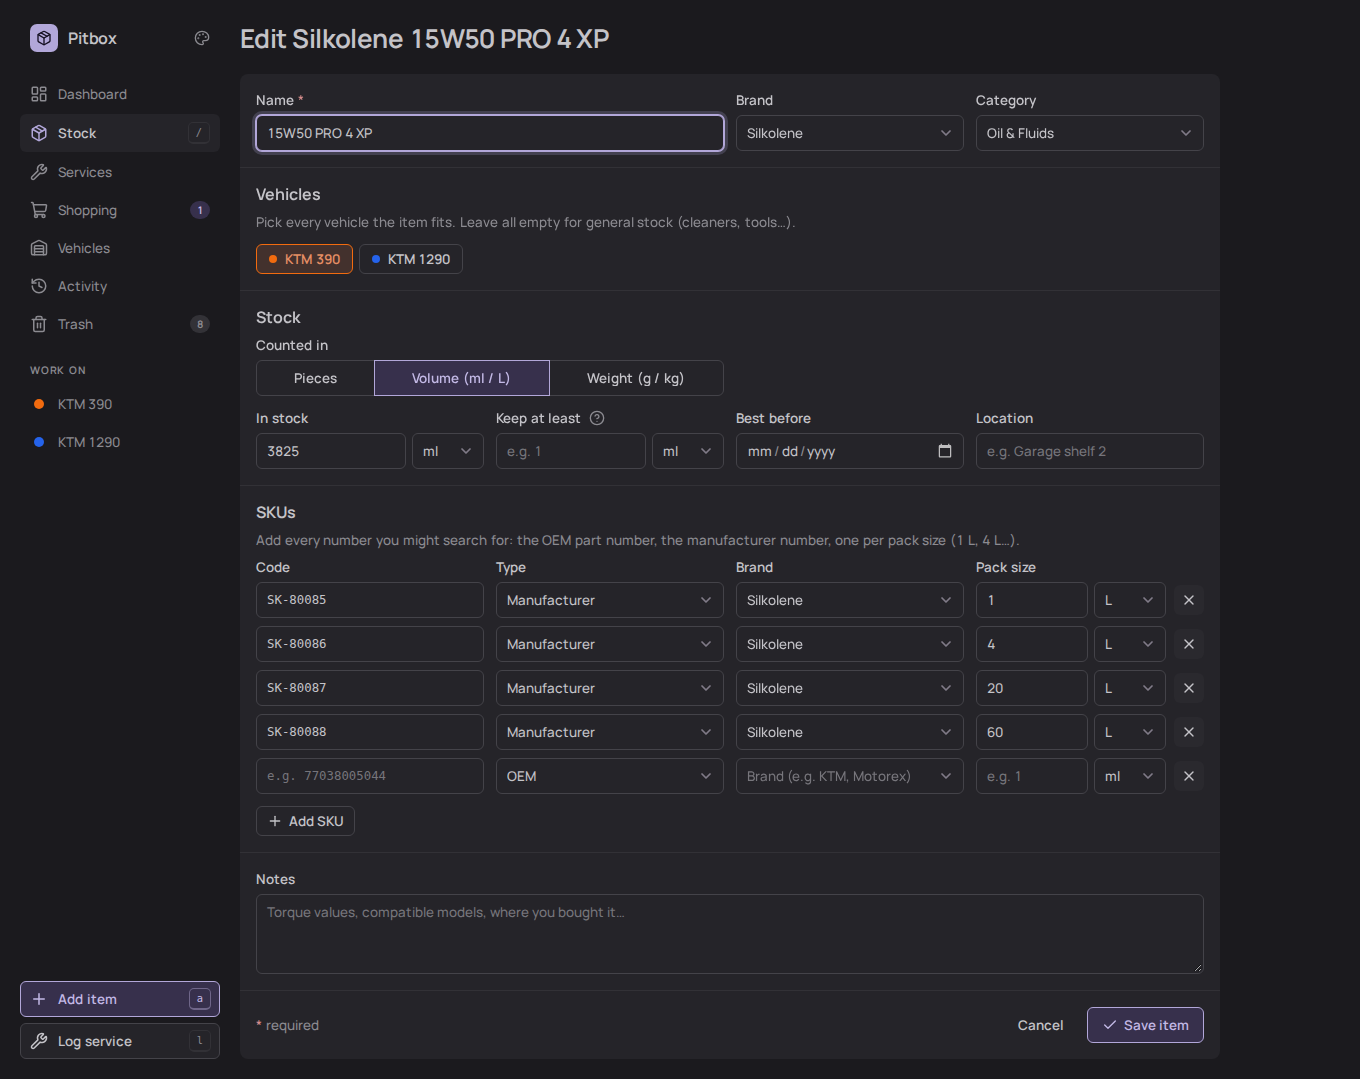 Pitbox
Edit Silkolene 15W50 PRO 4 XP
Dashboard
Stock /
Services
Shopping 1
Vehicles
Activity
Trash 8
WORK ON
KTM 390
KTM 1290
Add item a
Log service l
Name * Brand Category
15W50 PRO 4 XP Silkolene Oil & Fluids
Vehicles
Pick every vehicle the item fits. Leave all empty for general stock (cleaners, tools…).
KTM 390 KTM 1290
Stock
Counted in
Pieces Volume (ml / L) Weight (g / kg)
In stock Keep at least ? Best before Location
3825 ml e.g. 1 ml mm/dd/yyyy e.g. Garage shelf 2
SKUs
Add every number you might search for: the OEM part number, the manufacturer number, one per pack size (1 L, 4 L…).
Code Type Brand Pack size
SK-80085 Manufacturer Silkolene 1 L
SK-80086 Manufacturer Silkolene 4 L
SK-80087 Manufacturer Silkolene 20 L
SK-80088 Manufacturer Silkolene 60 L
e.g. 77038005044 OEM Brand (e.g. KTM, Motorex) e.g. 1 ml
Add SKU
Notes
Torque values, compatible models, where you bought it…
* required Cancel Save item